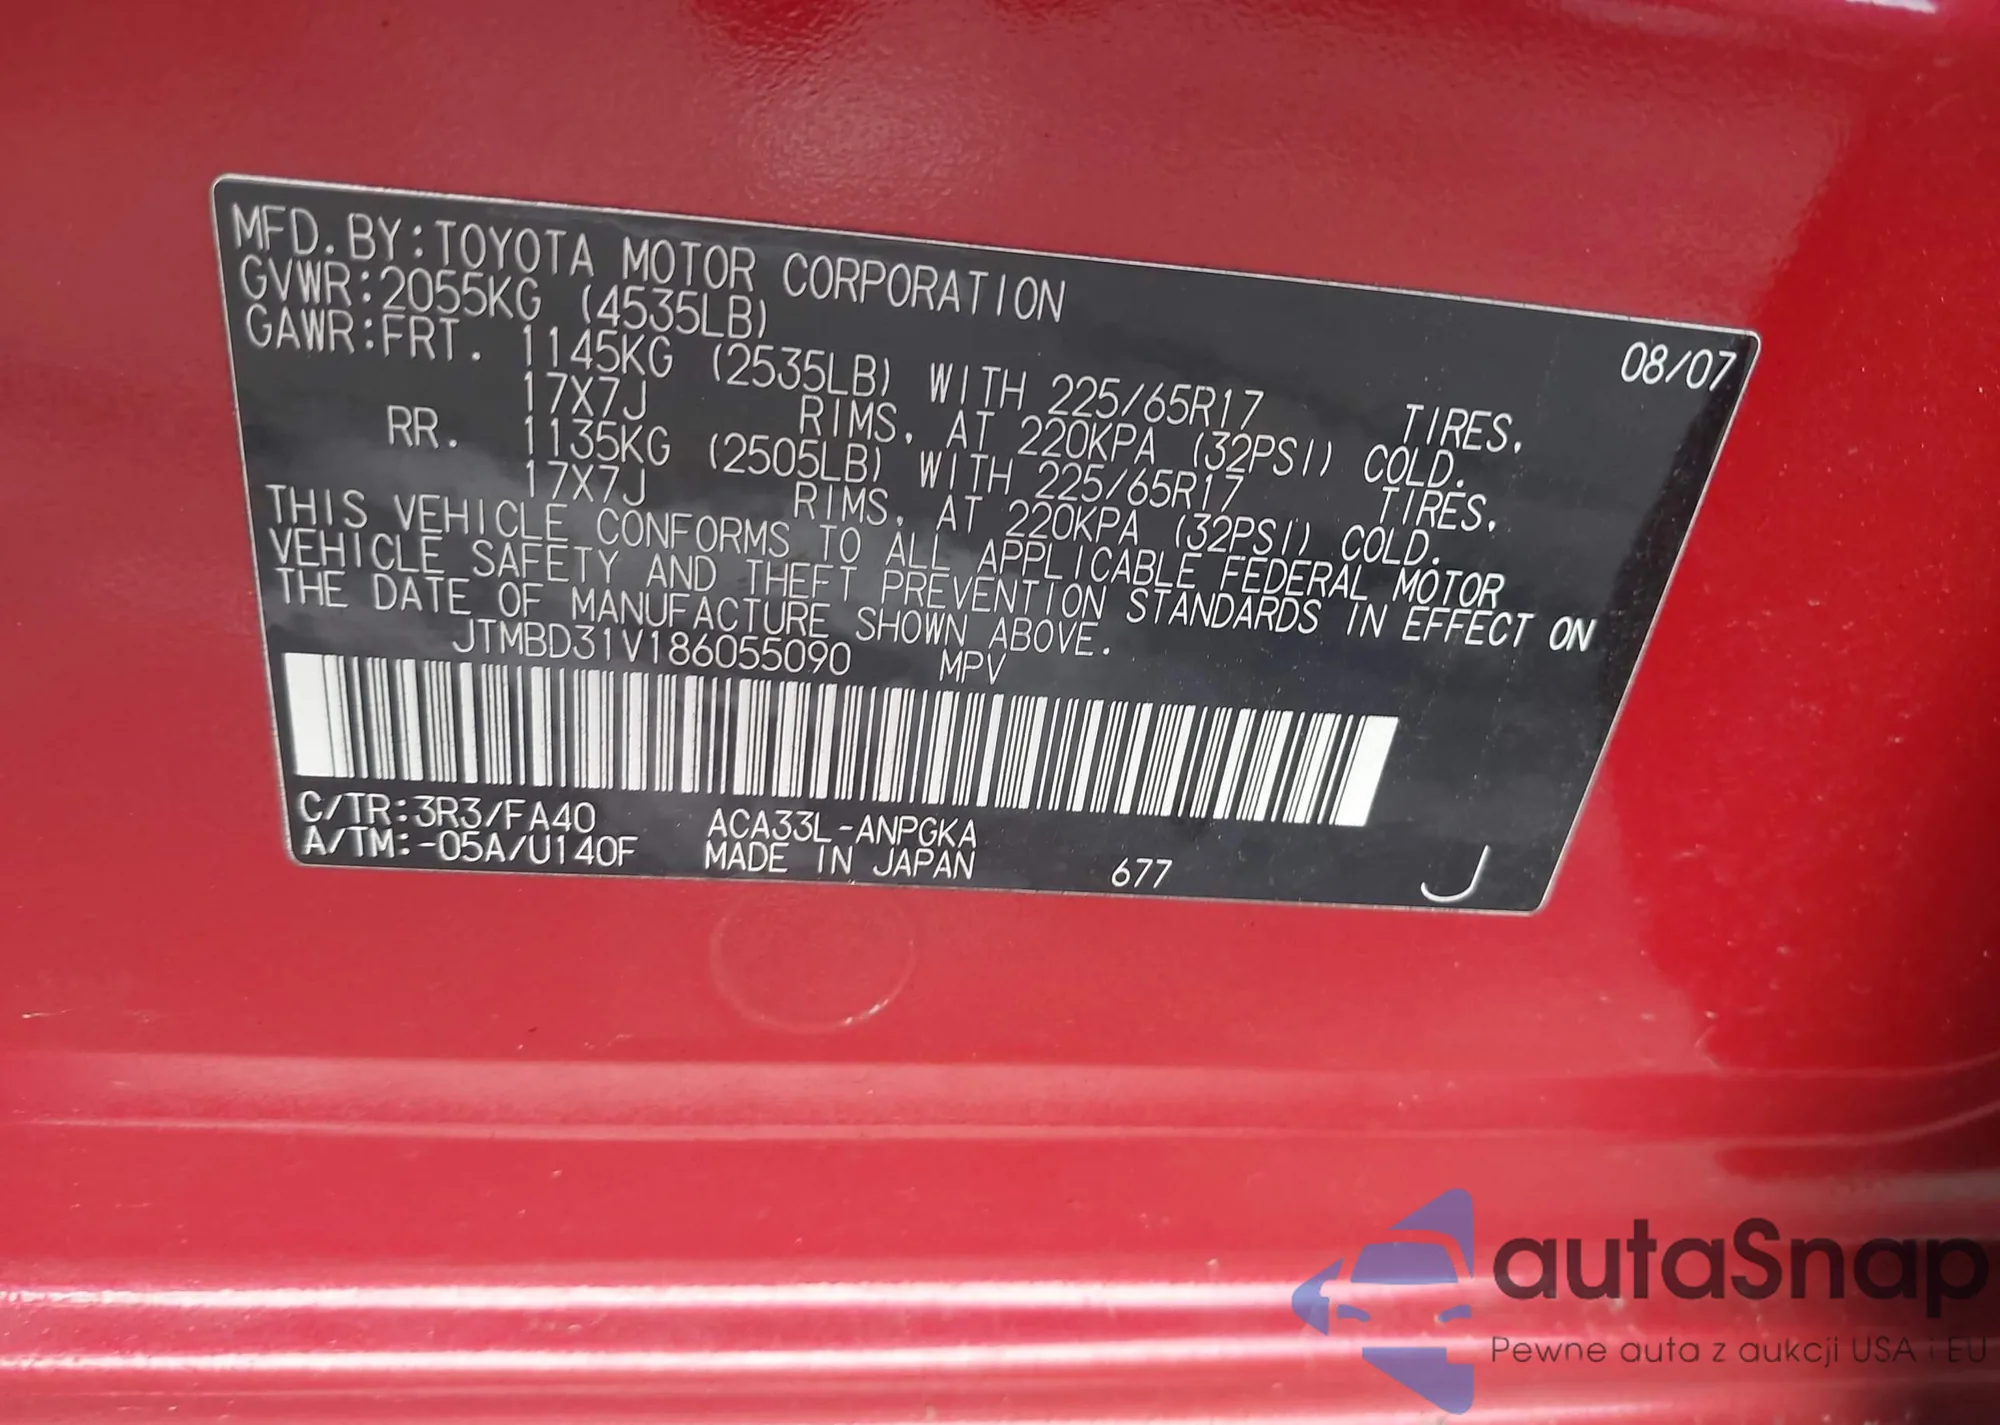 MFD. BY: TOYOTA MOTOR CORPORATION 08/07
GVWR: 2055KG (4535LB)
GAWR: FRT. 1145KG (2535LB) WITH 225/65R17 TIRES,
17X7J RIMS, AT 220KPA (32PSI) COLD.
RR. 1135KG (2505LB) WITH 225/65R17 TIRES,
17X7J RIMS, AT 220KPA (32PSI) COLD.
THIS VEHICLE CONFORMS TO ALL APPLICABLE FEDERAL MOTOR
VEHICLE SAFETY AND THEFT PREVENTION STANDARDS IN EFFECT ON
THE DATE OF MANUFACTURE SHOWN ABOVE.
JTMBD31V186055090 MPV
C/TR: 3R3/FA40 ACA33L-ANPGKA
A/TM: -05A/U140F MADE IN JAPAN 677 J
autaSnap
Pewne auta z aukcji USA i EU